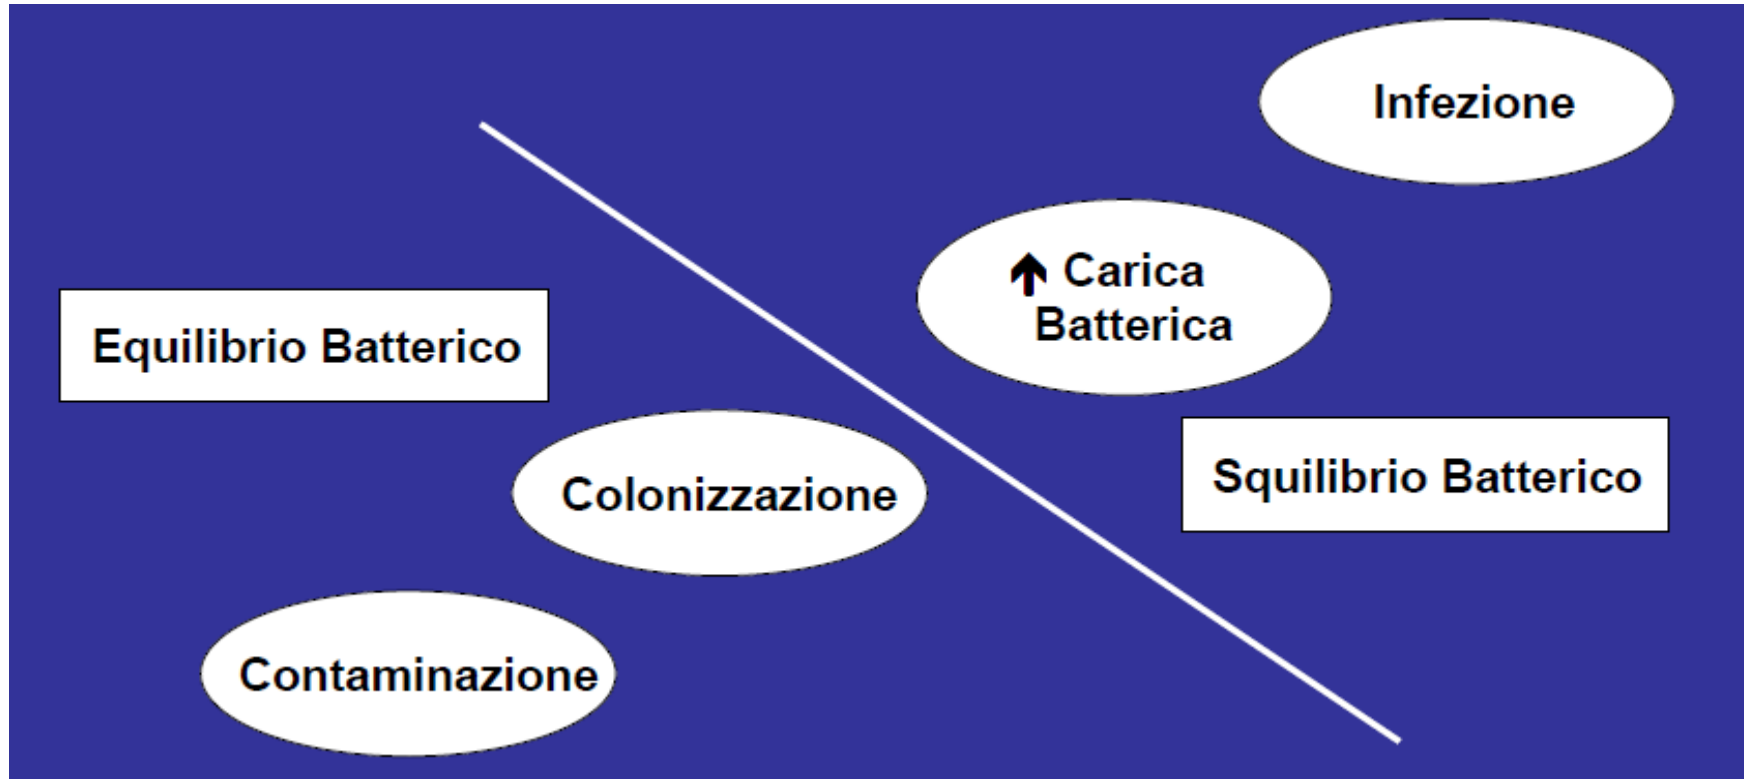 Infezione
↑ Carica
Batterica
Equilibrio Batterico
Colonizzazione
Squilibrio Batterico
Contaminazione